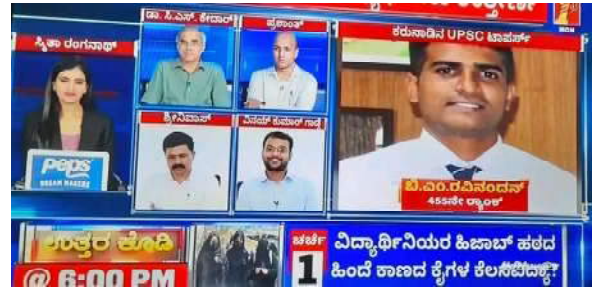 ಡಾ. ಸಿ.ಎಸ್. ಕೇದಾರ್
ಪ್ರಶಾಂತ್
ಕರುನಾಡಿನ UPSC ಟಾಪರ್ಸ್
ಸ್ಮಿತಾ ರಂಗನಾಥ್
ಶ್ರೀನಿವಾಸ್
ವಿನಯ್ ಕುಮಾರ್ ಗಾಡ್ಗೆ
peps
ಬಿ.ಎಂ.ರವಿನಂದನ್
455ನೇ ರ‍್ಯಾಂಕ್
ಉತ್ತರ ಕೊಡಿ
@ 6:00 PM
ಚರ್ಚೆ
1
ವಿದ್ಯಾರ್ಥಿನಿಯರ ಹಿಜಾಬ್ ಹಠದ
ಹಿಂದೆ ಕಾಣದ ಕೈಗಳ ಕೆಲಸವಿದ್ಯಾ?